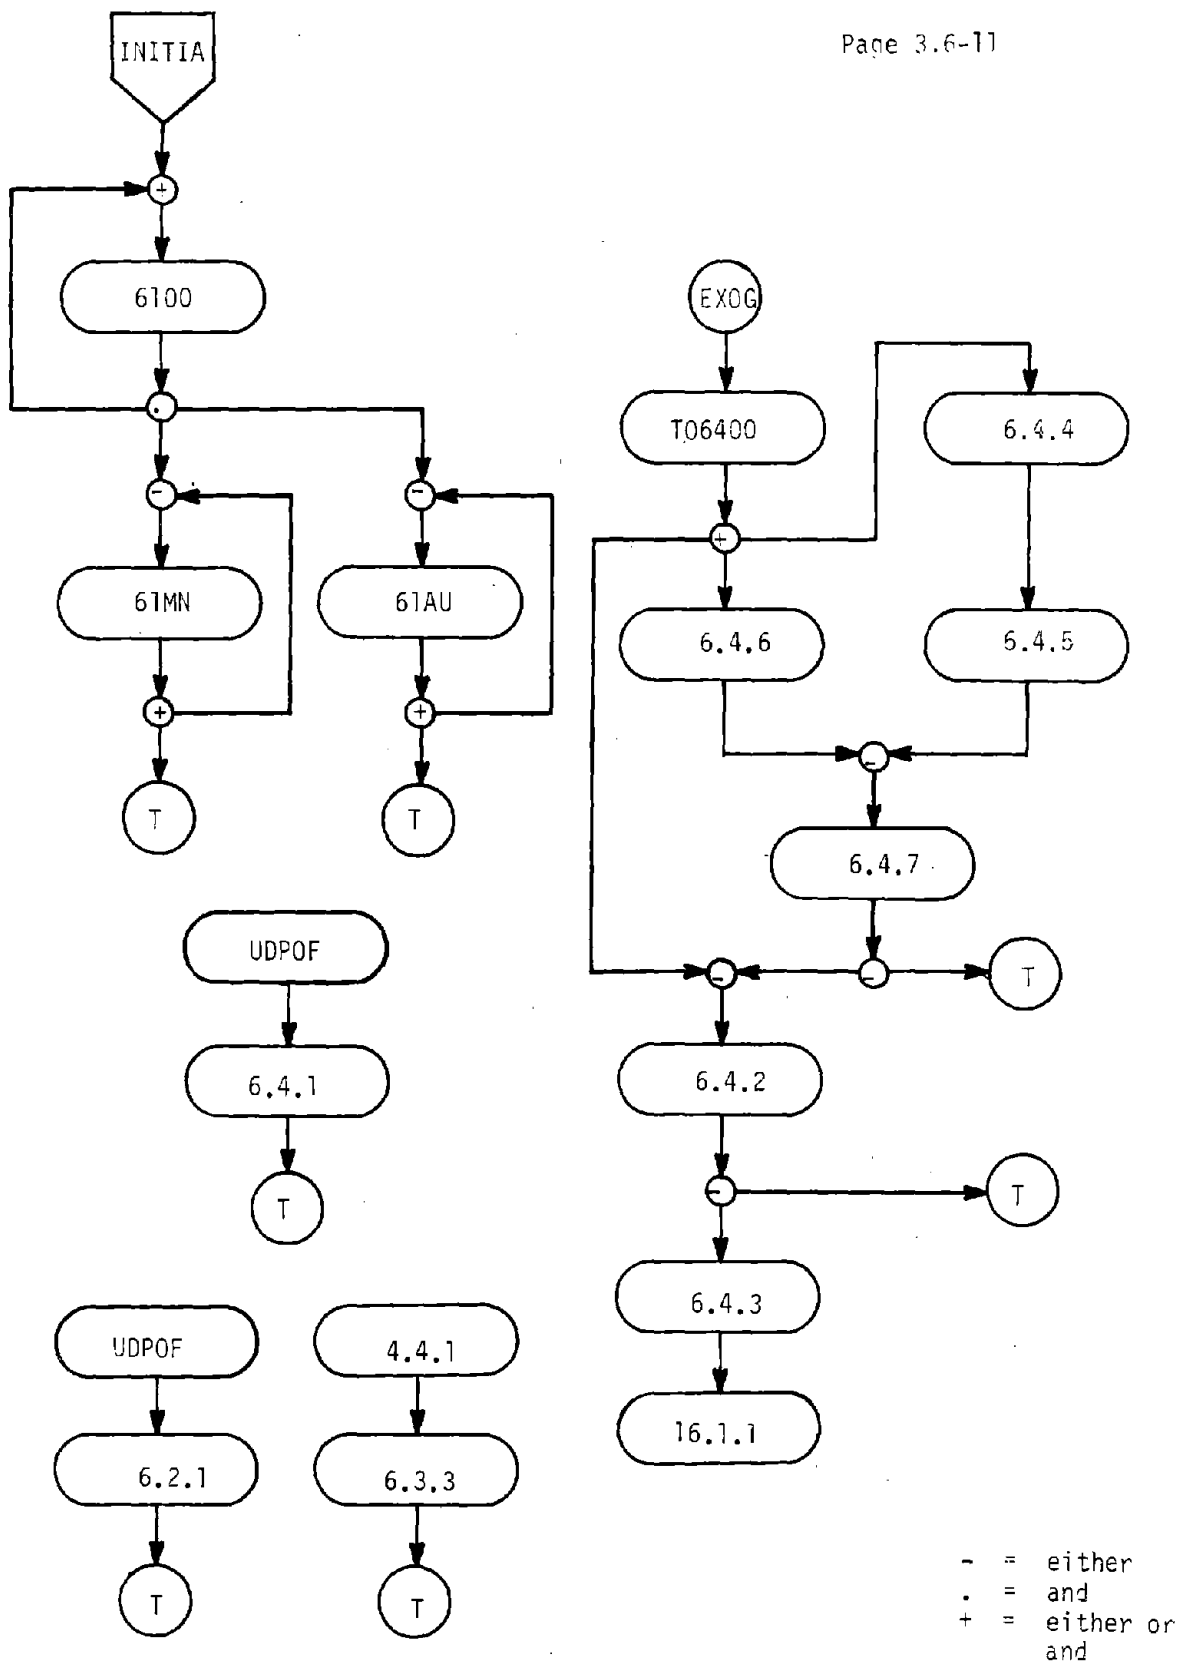 Page 3.6-11
INITIA
+
6100
.
-
-
61MN
61AU
+
+
T
T
UDPOF
6.4.1
T
UDPOF
4.4.1
6.2.1
6.3.3
T
T
EXOG
TO6400
6.4.4
+
6.4.6
6.4.5
-
6.4.7
-
-
T
6.4.2
-
T
6.4.3
16.1.1
- = either
. = and
+ = either or
and